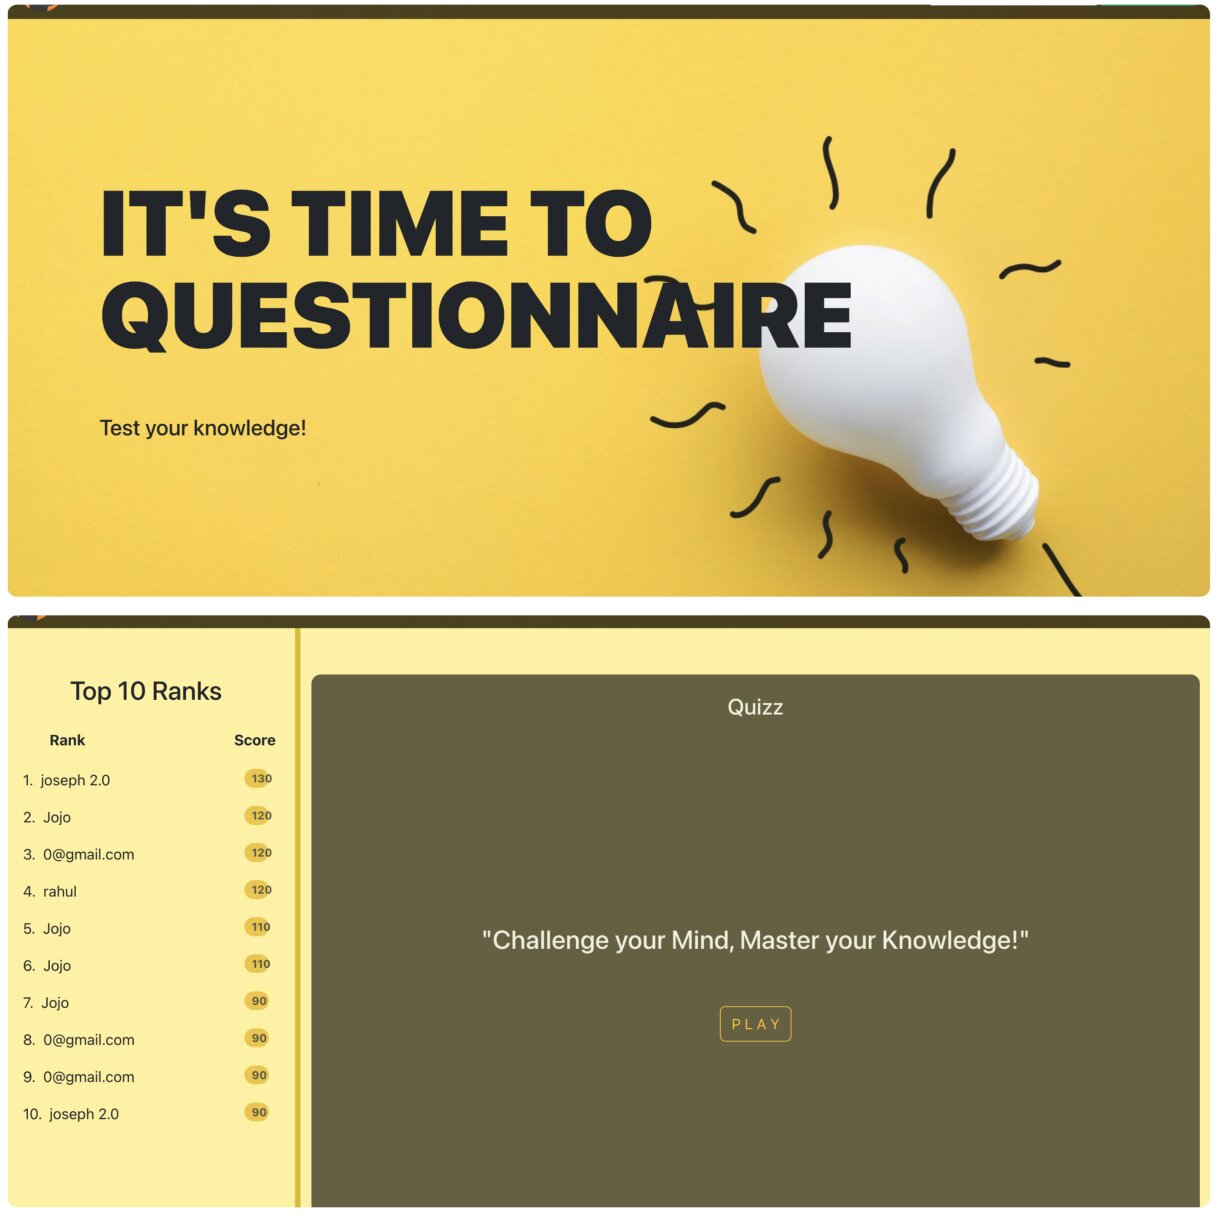 IT'S TIME TO
QUESTIONNAIRE
Test your knowledge!
Top 10 Ranks
Rank Score
1. joseph 2.0 130
2. Jojo 120
3. 0@gmail.com 120
4. rahul 120
5. Jojo 110
6. Jojo 110
7. Jojo 90
8. 0@gmail.com 90
9. 0@gmail.com 90
10. joseph 2.0 90
Quizz
"Challenge your Mind, Master your Knowledge!"
PLAY